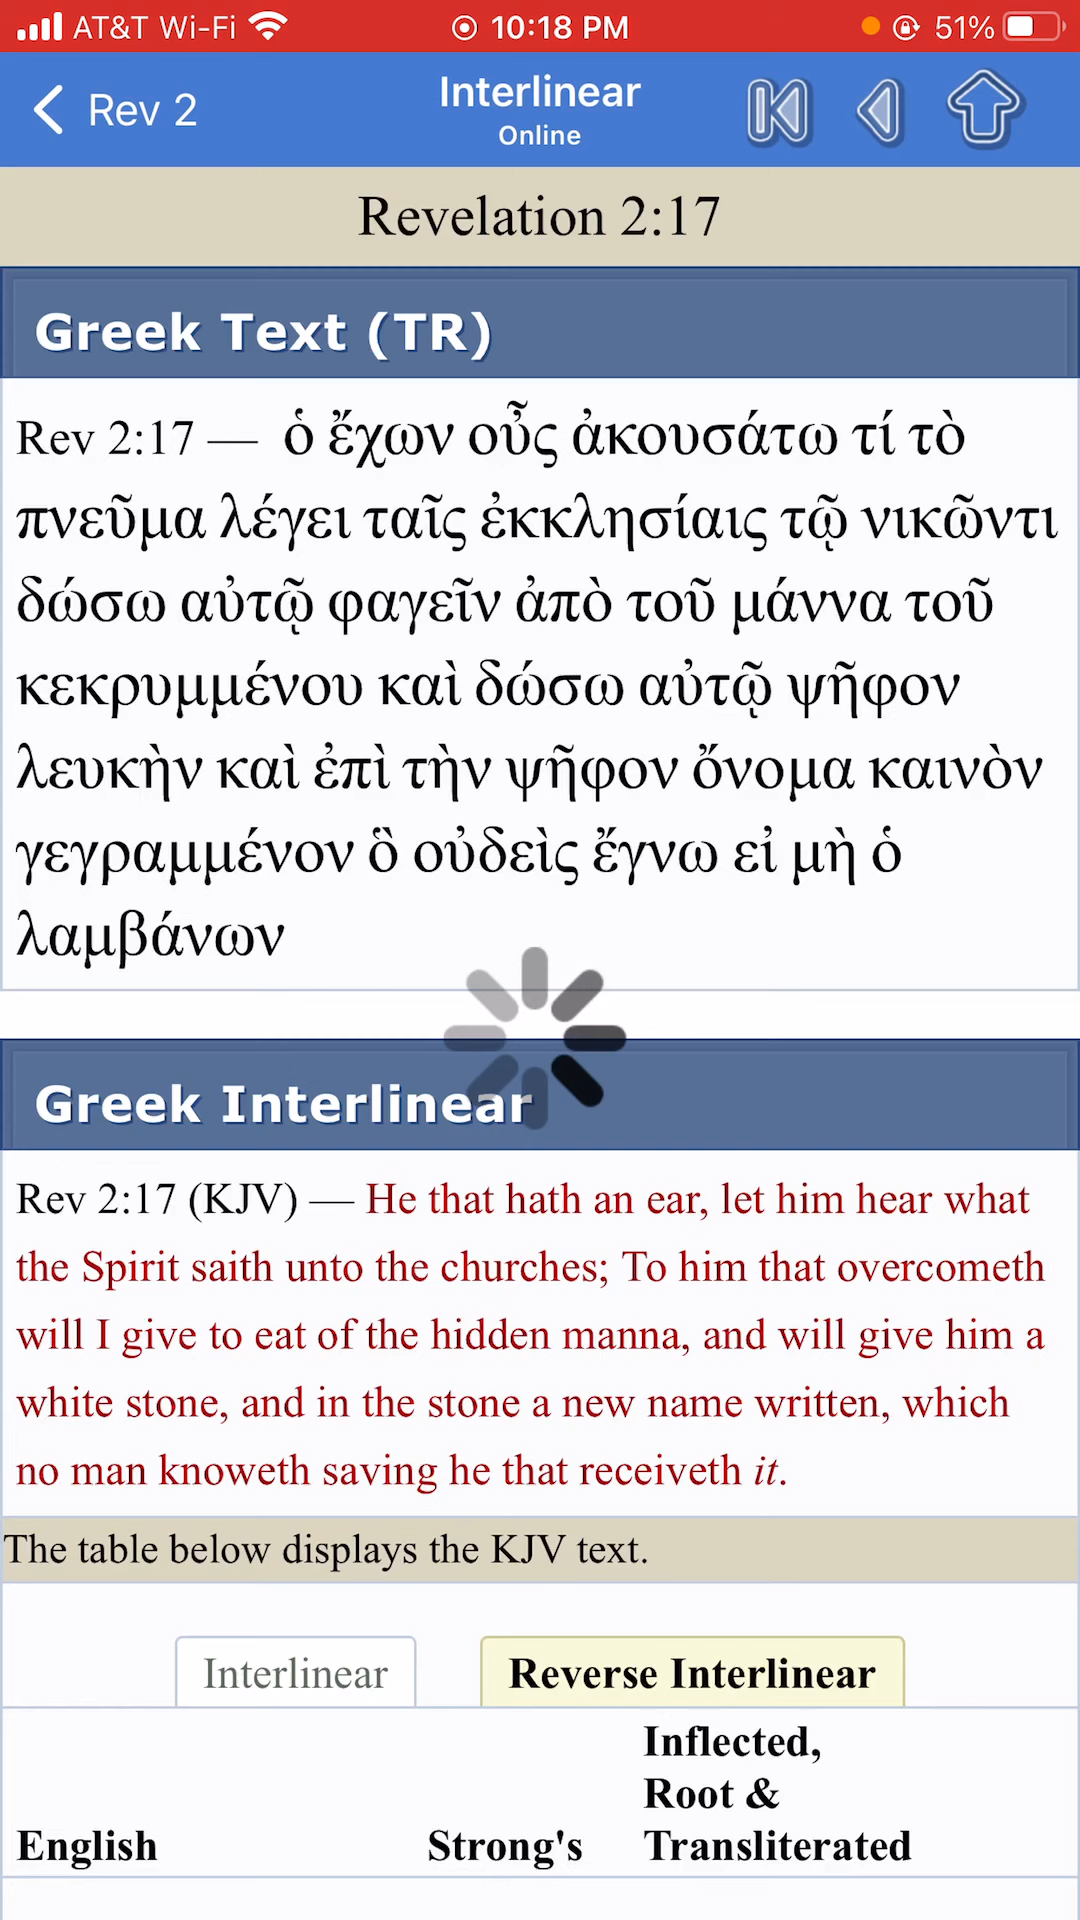 AT&T Wi-Fi 10:18 PM 51%
Rev 2 Interlinear
Online
Revelation 2:17
Greek Text (TR)
Rev 2:17 — ὁ ἔχων οὖς ἀκουσάτω τί τὸ
πνεῦμα λέγει ταῖς ἐκκλησίαις τῷ νικῶντι
δώσω αὐτῷ φαγεῖν ἀπὸ τοῦ μάννα τοῦ
κεκρυμμένου καὶ δώσω αὐτῷ ψῆφον
λευκὴν καὶ ἐπὶ τὴν ψῆφον ὄνομα καινὸν
γεγραμμένον ὃ οὐδεὶς ἔγνω εἰ μὴ ὁ
λαμβάνων
Greek Interlinear
Rev 2:17 (KJV) — He that hath an ear, let him hear what
the Spirit saith unto the churches; To him that overcometh
will I give to eat of the hidden manna, and will give him a
white stone, and in the stone a new name written, which
no man knoweth saving he that receiveth it.
The table below displays the KJV text.
Interlinear Reverse Interlinear
Inflected,
Root &
English Strong's Transliterated